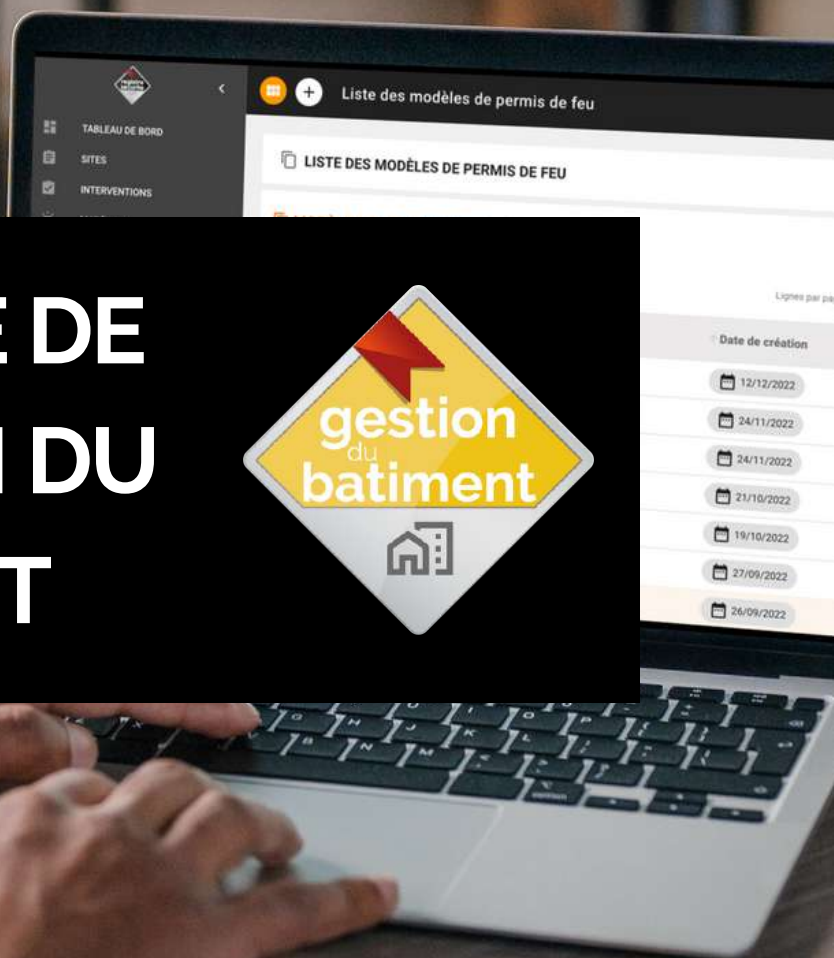 Liste des modèles de permis de feu
TABLEAU DE BORD
SITES
INTERVENTIONS
LISTE DES MODÈLES DE PERMIS DE FEU
Lignes par
Date de création
12/12/2022
24/11/2022
24/11/2022
21/10/2022
19/10/2022
27/09/2022
26/09/2022
DE
DU
T
gestion
du
batiment